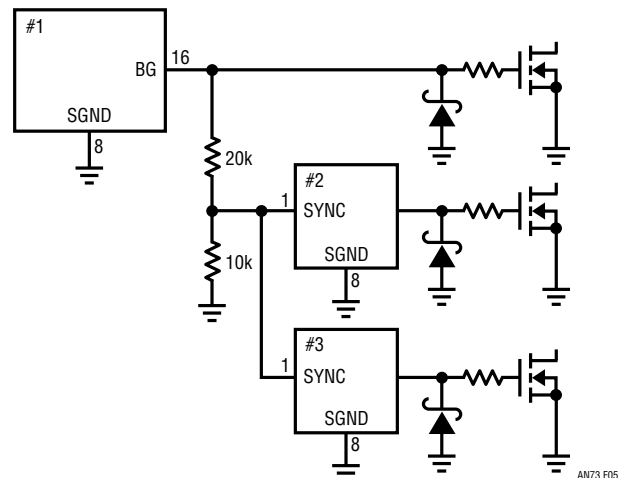 #1
16
BG
SGND
8
20k
#2
1
SYNC
10k
SGND
8
#3
1
SYNC
SGND
8
AN73 F05